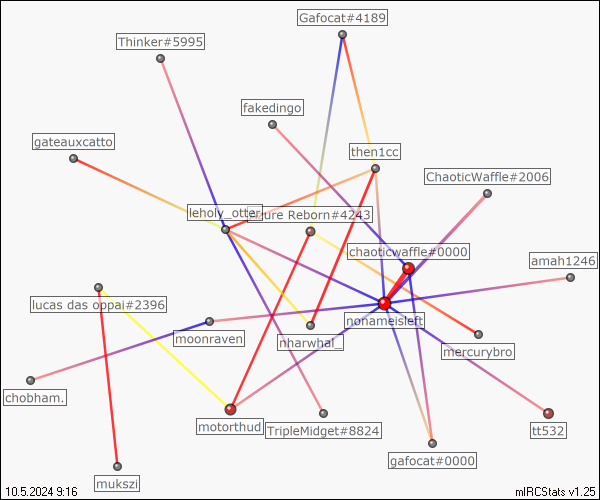 Gafocat#4189
Thinker#5995
fakedingo
gateauxcatto
then1cc
ChaoticWaffle#2006
leholy_otter
ure Reborn#4243
chaoticwaffle#0000
amah1246
lucas das oppai#2396
nonameisleft
moonraven
nharwhal_
mercurybro
chobham.
motorthud
TripleMidget#8824
tt532
gafocat#0000
mukszi
10.5.2024 9:16
mIRCStats v1.25